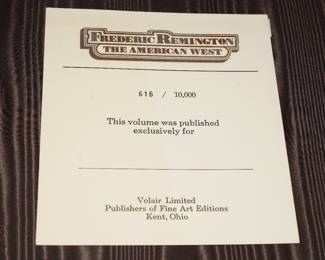 FREDERIC REMINGTON
THE AMERICAN WEST
616 / 10,000
This volume was published
exclusively for
Volair Limited
Publishers of Fine Art Editions
Kent, Ohio